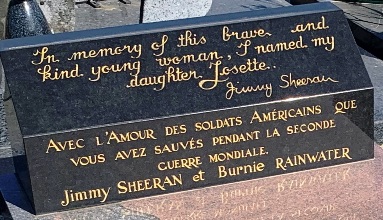 In memory of this brave and
kind young woman, I named my
daughter Josette..
Jimmy Sheeran
AVEC L'AMOUR DES SOLDATS AMÉRICAINS QUE
VOUS AVEZ SAUVÉS PENDANT LA SECONDE
GUERRE MONDIALE.
Jimmy SHEERAN et Burnie RAINWATER